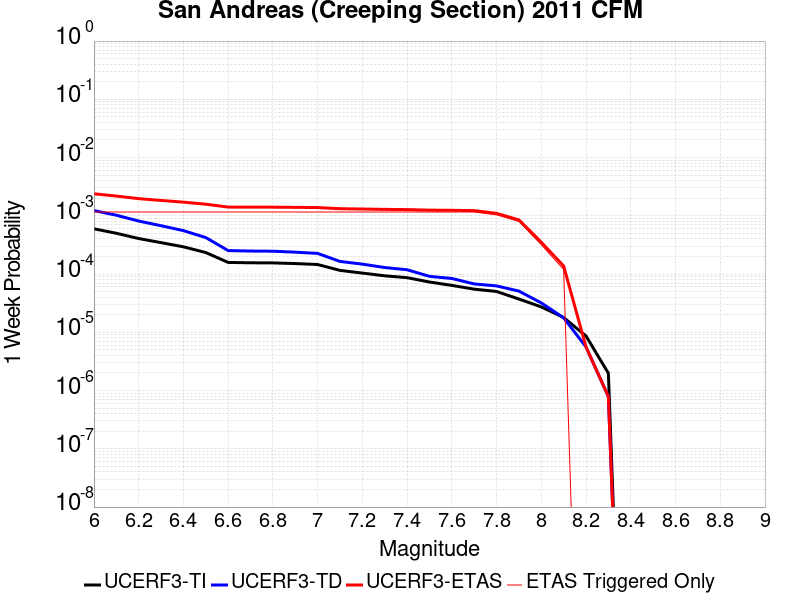 San Andreas (Creeping Section) 2011 CFM
10^0
10^-1
10^-2
10^-3
10^-4
10^-5
10^-6
10^-7
10^-8
1 Week Probability
6 6.2 6.4 6.6 6.8 7 7.2 7.4 7.6 7.8 8 8.2 8.4 8.6 8.8 9
Magnitude
UCERF3-TI UCERF3-TD UCERF3-ETAS ETAS Triggered Only